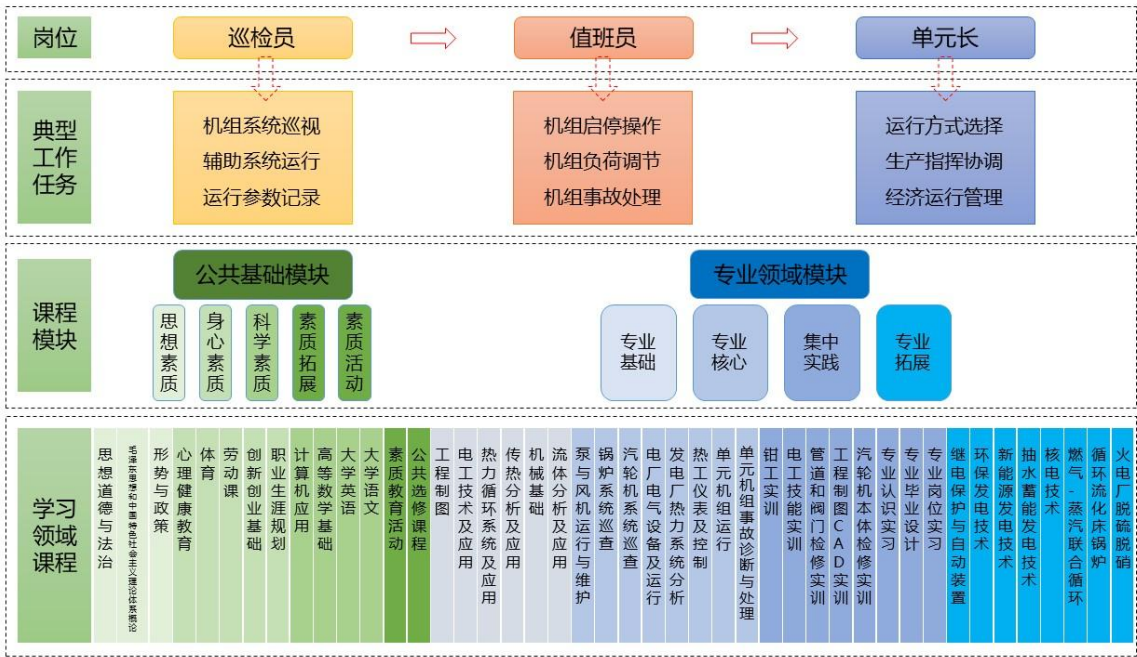 岗位
巡检员
值班员
单元长
典型
工作
任务
机组系统巡视
辅助系统运行
运行参数记录
机组启停操作
机组负荷调节
机组事故处理
运行方式选择
生产指挥协调
经济运行管理
课程
模块
公共基础模块
思想素质
身心素质
科学素质
素质拓展
素质活动
专业领域模块
专业
基础
专业
核心
集中
实践
专业
拓展
学习
领域
课程
思想道德与法治
毛泽东思想和中国特色社会主义理论体系概论
形势与政策
心理健康教育
体育
劳动课
创新创业基础
职业生涯规划
计算机应用
高等数学基础
大学英语
大学语文
素质教育活动
公共选修课程
工程制图
电工技术及应用
热力循环系统及应用
传热分析及应用
机械基础
流体分析及应用
泵与风机运行与维护
锅炉系统巡查
汽轮机系统巡查
电厂电气设备及运行
发电厂热力系统分析
热工仪表及控制
单元机组运行
单元机组事故诊断与处理
钳工实训
电工技能实训
管道和阀门检修实训
工程制图CAD实训
汽轮机本体检修实训
专业认识实习
专业毕业设计
专业岗位实习
继电保护与自动装置
环保发电技术
新能源发电技术
抽水蓄能发电技术
核电技术
燃气-蒸汽联合循环
循环流化床锅炉
火电厂脱硫脱硝